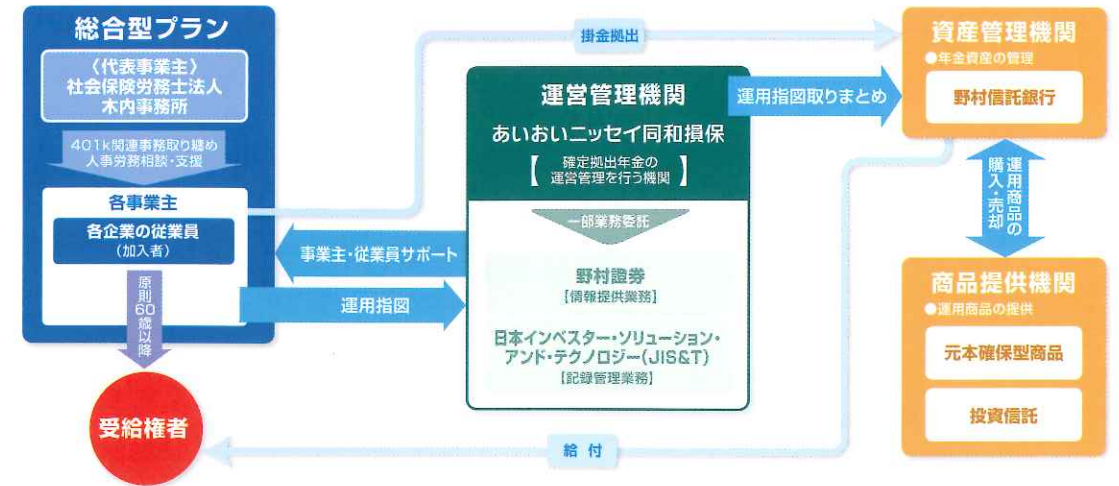 総合型プラン
〈代表事業主〉
社会保険労務士法人
木内事務所
401k関連事務取り纏め
人事労務相談・支援
各事業主
各企業の従業員
(加入者)
原則60歳以降
受給権者
掛金拠出
運営管理機関
あいおいニッセイ同和損保
【確定拠出年金の
運営管理を行う機関】
一部業務委託
野村證券
【情報提供業務】
日本インベスター・ソリューション・
アンド・テクノロジー(JIS&T)
【記録管理業務】
事業主・従業員サポート
運用指図
運用指図取りまとめ
資産管理機関
●年金資産の管理
野村信託銀行
運用商品の
購入・売却
商品提供機関
●運用商品の提供
元本確保型商品
投資信託
給付